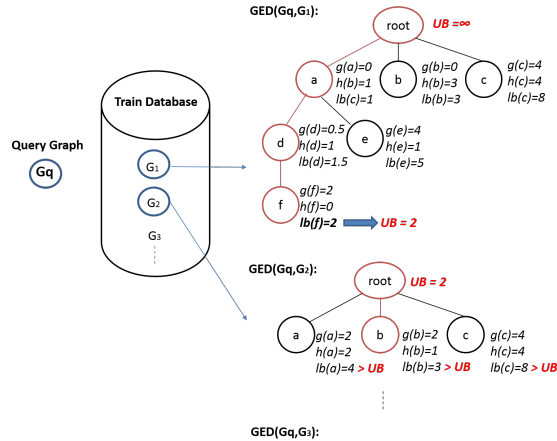 GED(Gq,G1):
root
UB =∞
a
g(a)=0
h(b)=1
lb(c)=1
b
g(b)=0
h(b)=3
lb(b)=3
c
g(c)=4
h(c)=4
lb(c)=8
Train Database
Query Graph
Gq
G1
G2
G3
d
g(d)=0.5
h(d)=1
lb(d)=1.5
e
g(e)=4
h(e)=1
lb(e)=5
f
g(f)=2
h(f)=0
lb(f)=2
UB = 2
GED(Gq,G2):
root
UB = 2
a
g(a)=2
h(a)=2
lb(a)=4 > UB
b
g(b)=2
h(b)=1
lb(b)=3 > UB
c
g(c)=4
h(c)=4
lb(c)=8 > UB
GED(Gq,G3):